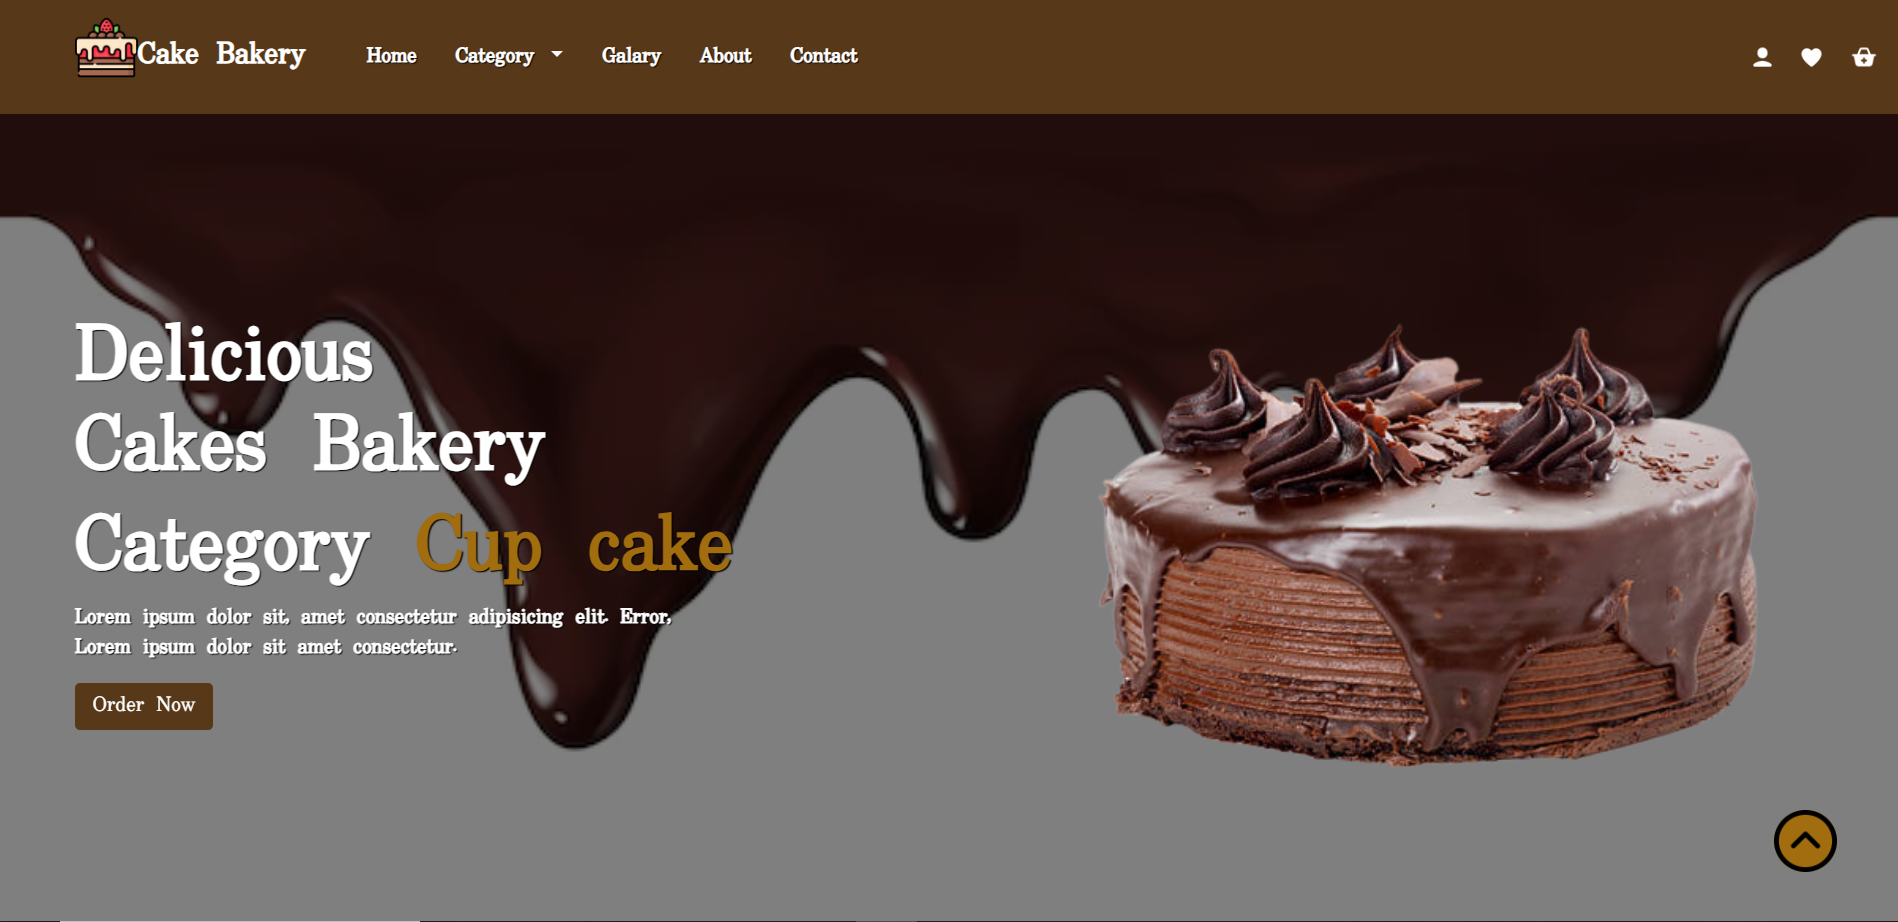 Cake Bakery
Home Category Galary About Contact
Delicious
Cakes Bakery
Category Cup cake
Lorem ipsum dolor sit, amet consectetur adipisicing elit. Error,
Lorem ipsum dolor sit amet consectetur.
Order Now